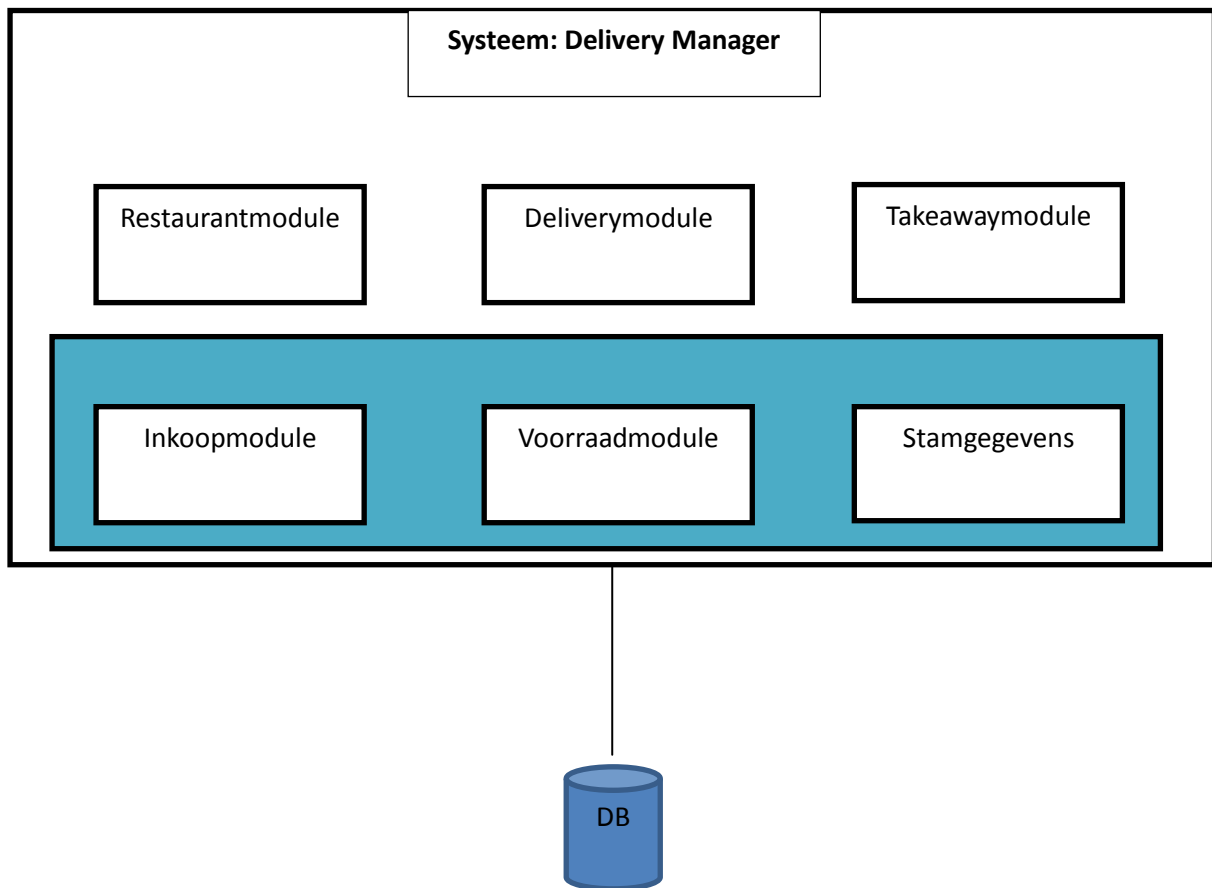 Systeem: Delivery Manager
Restaurantmodule
Deliverymodule
Takeawaymodule
Inkoopmodule
Voorraadmodule
Stamgegevens
DB